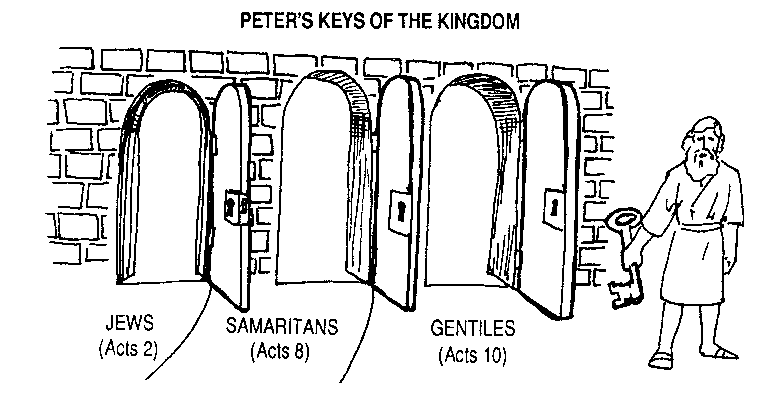 PETER'S KEYS OF THE KINGDOM
JEWS
(Acts 2)
SAMARITANS
(Acts 8)
GENTILES
(Acts 10)